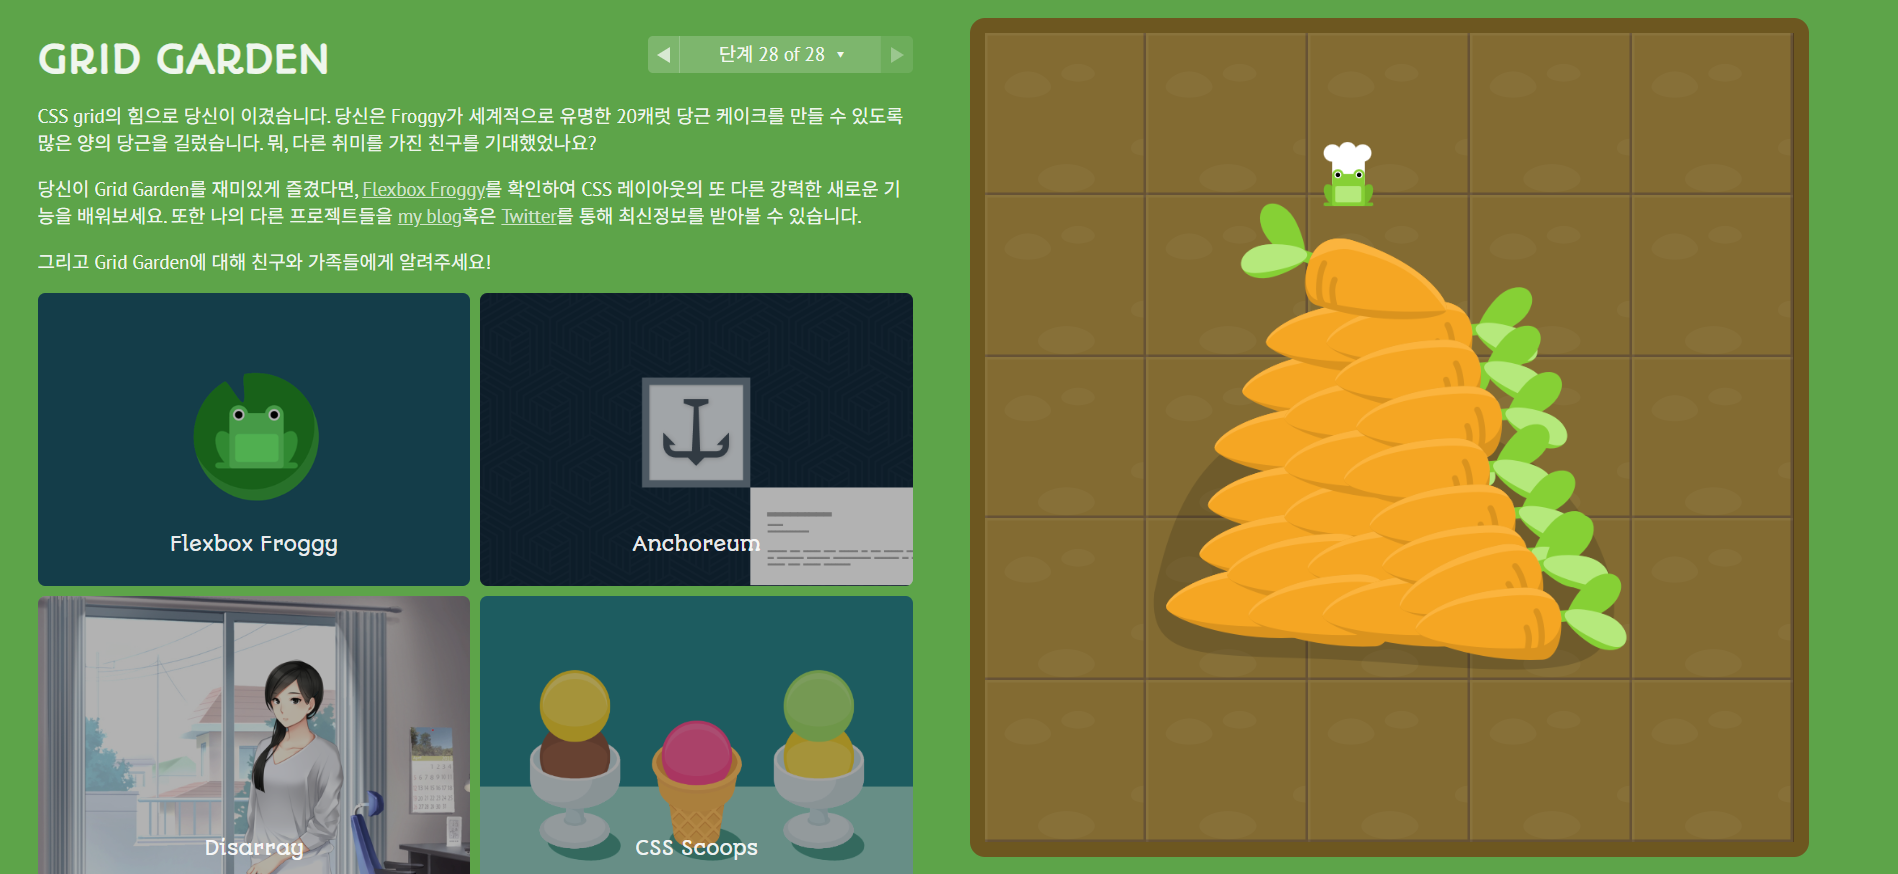 GRID GARDEN
단계 28 of 28
CSS grid의 힘으로 당신이 이겼습니다. 당신은 Froggy가 세계적으로 유명한 20캐럿 당근 케이크를 만들 수 있도록
많은 양의 당근을 길렀습니다. 뭐, 다른 취미를 가진 친구를 기대했었나요?
당신이 Grid Garden를 재미있게 즐겼다면, Flexbox Froggy를 확인하여 CSS 레이아웃의 또 다른 강력한 새로운 기
능을 배워보세요. 또한 나의 다른 프로젝트들을 my blog혹은 Twitter를 통해 최신정보를 받아볼 수 있습니다.
그리고 Grid Garden에 대해 친구와 가족들에게 알려주세요!
Flexbox Froggy
Anchoreum
Disarray
CSS Scoops